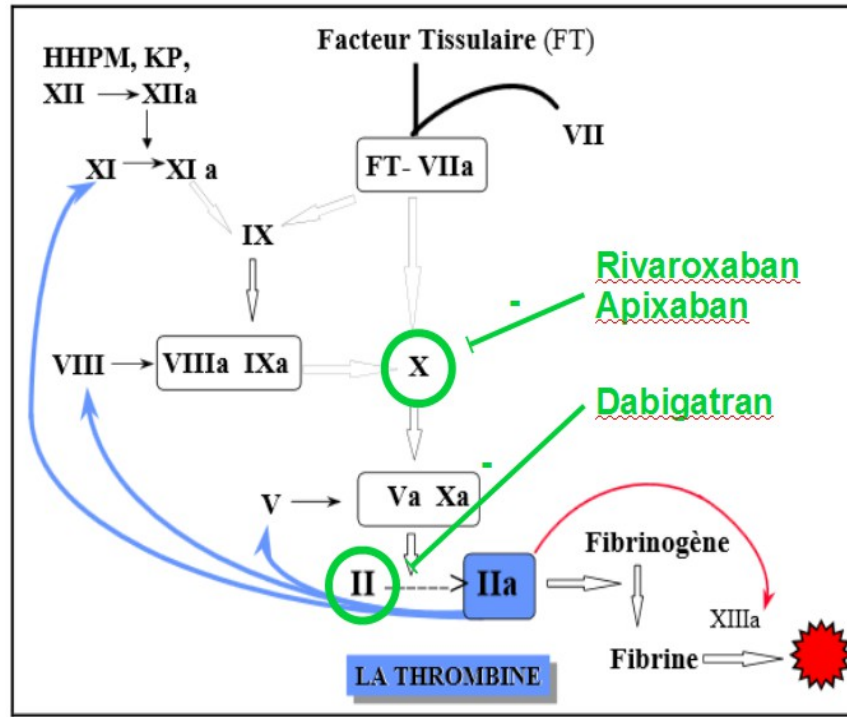 Facteur Tissulaire (FT)
HHPM, KP,
XII XIIa
VII
XI XI a
FT- VIIa
IX
Rivaroxaban
-
Apixaban
VIII VIIIa IXa X
Dabigatran
-
V Va Xa
Fibrinogène
II > IIa
XIIIa
Fibrine
LA THROMBINE